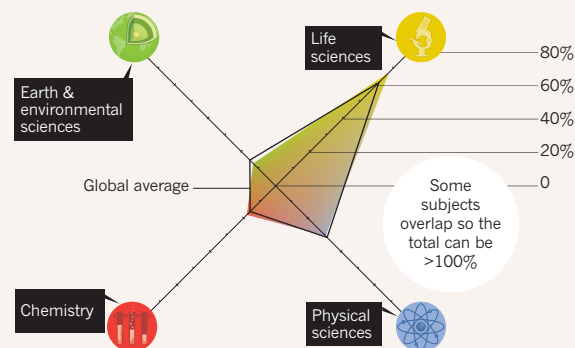 Life
sciences
80%
Earth &
environmental
sciences
60%
40%
20%
Global average
0
Some
subjects
overlap so the
total can be
>100%
Chemistry
Physical
sciences